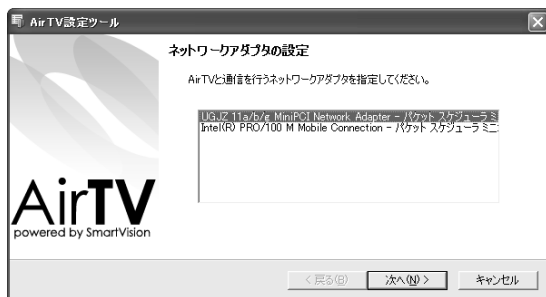 AirTV設定ツール
ネットワークアダプタの設定
AirTVと通信を行うネットワークアダプタを指定してください。
UGJZ 11a/b/g MiniPCI Network Adapter - パケット スケジューラ ミ
Intel(R) PRO/100 M Mobile Connection - パケット スケジューラ ミニ
AirTV
powered by SmartVision
< 戻る(B)
次へ(N) >
キャンセル